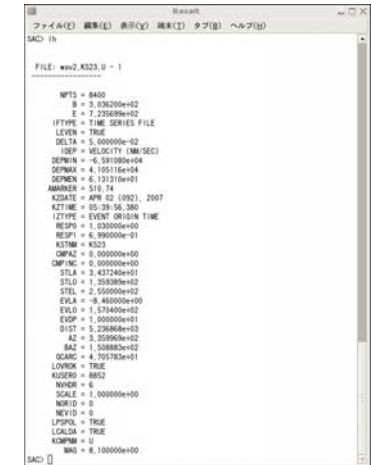 Basalt
ファイル(F) 編集(E) 表示(V) 端末(T) タブ(B) ヘルプ(H)
SAC> lh
FILE: wav2.KS23.U - 1
----------------
NPTS = 8400
B = 3.036200e+02
E = 7.235699e+02
IFTYPE = TIME SERIES FILE
LEVEN = TRUE
DELTA = 5.000000e-02
IDEP = VELOCITY (NM/SEC)
DEPMIN = -6.591080e+04
DEPMAX = 4.105116e+04
DEPMEN = 6.131310e+01
AMARKER = 510.74
KZDATE = APR 02 (092), 2007
KZTIME = 05:39:56.380
IZTYPE = EVENT ORIGIN TIME
RESP0 = 1.030000e+00
RESP1 = 6.990000e-01
KSTNM = KS23
CMPAZ = 0.000000e+00
CMPINC = 0.000000e+00
STLA = 3.437240e+01
STLO = 1.359389e+02
STEL = 2.550000e+02
EVLA = -8.460000e+00
EVLO = 1.570400e+02
EVDP = 1.000000e+01
DIST = 5.236868e+03
AZ = 3.359969e+02
BAZ = 1.508883e+02
GCARC = 4.705783e+01
LOVROK = TRUE
KUSER0 = 8852
NVHDR = 6
SCALE = 1.000000e+00
NORID = 0
NEVID = 0
LPSPOL = TRUE
LCALDA = TRUE
KCMPNM = U
MAG = 8.100000e+00
SAC>